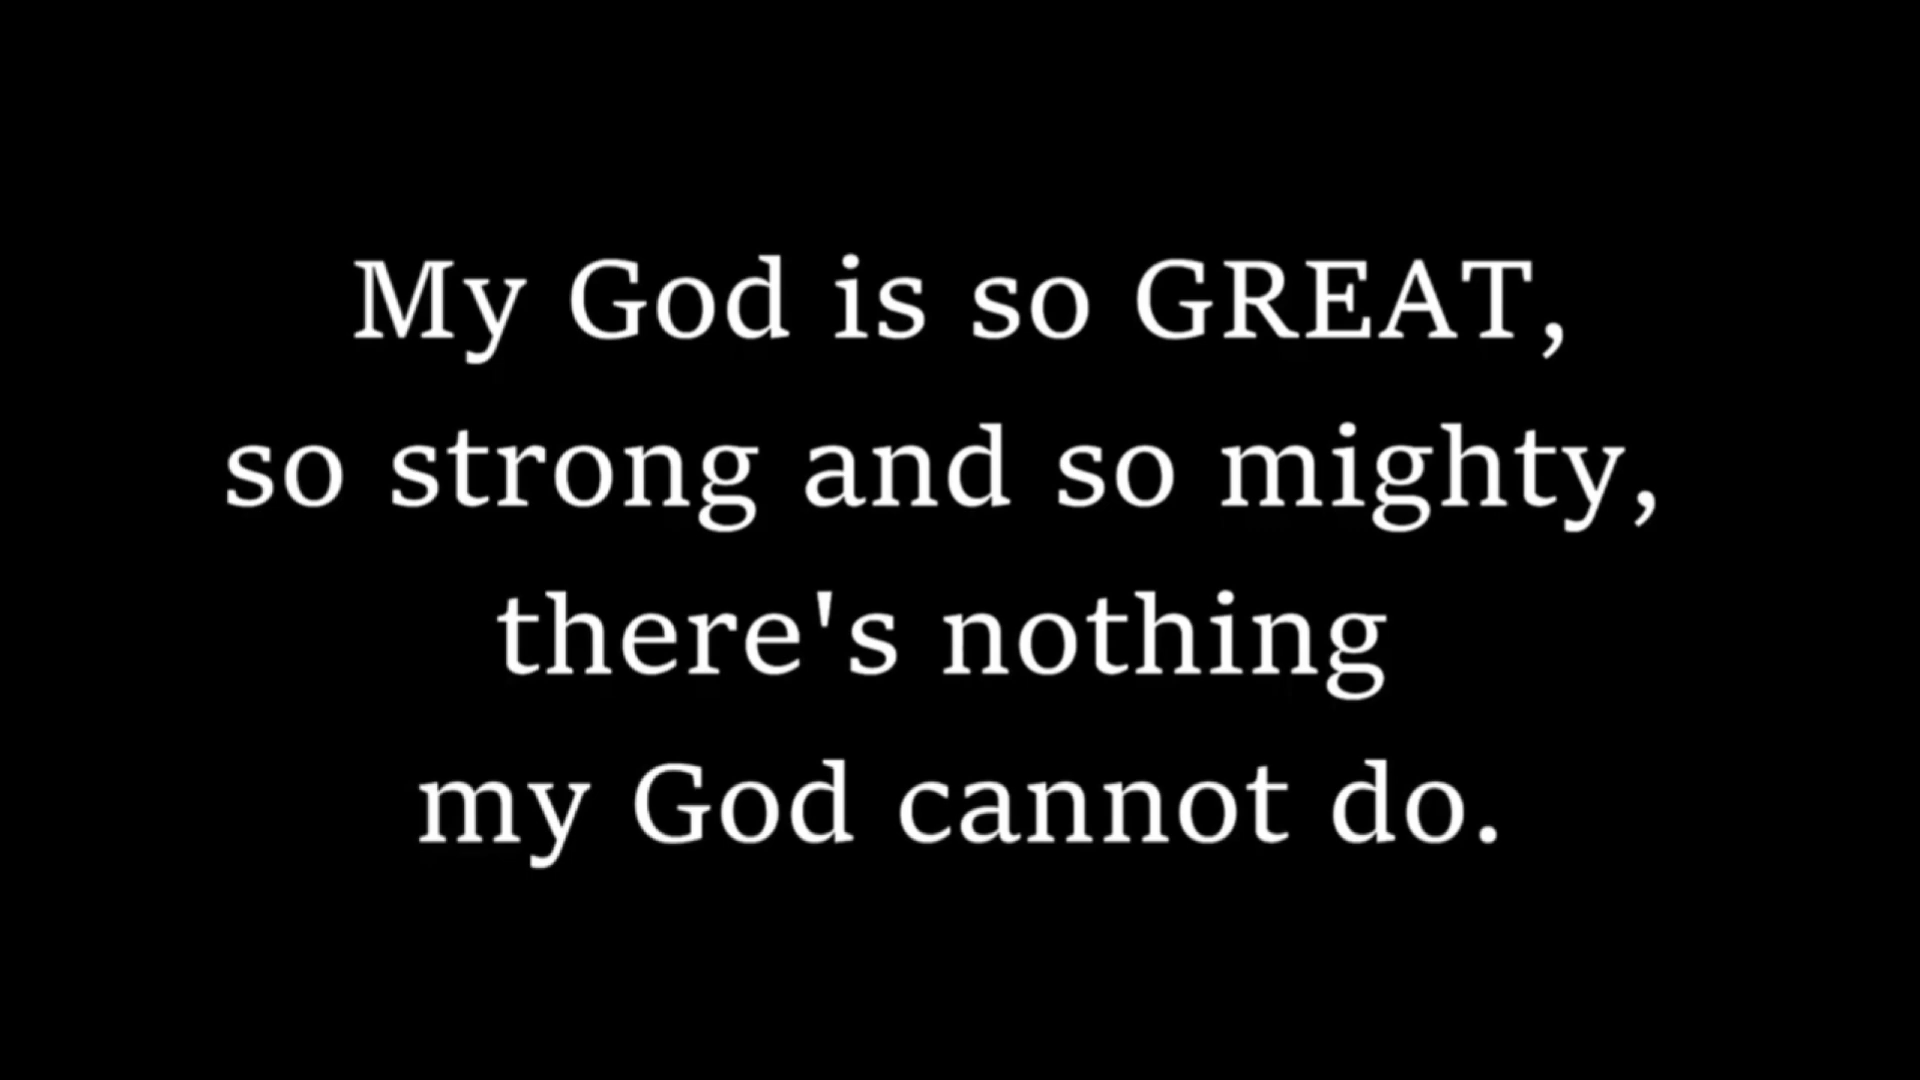 My God is so GREAT,
so strong and so mighty,
there's nothing
my God cannot do.